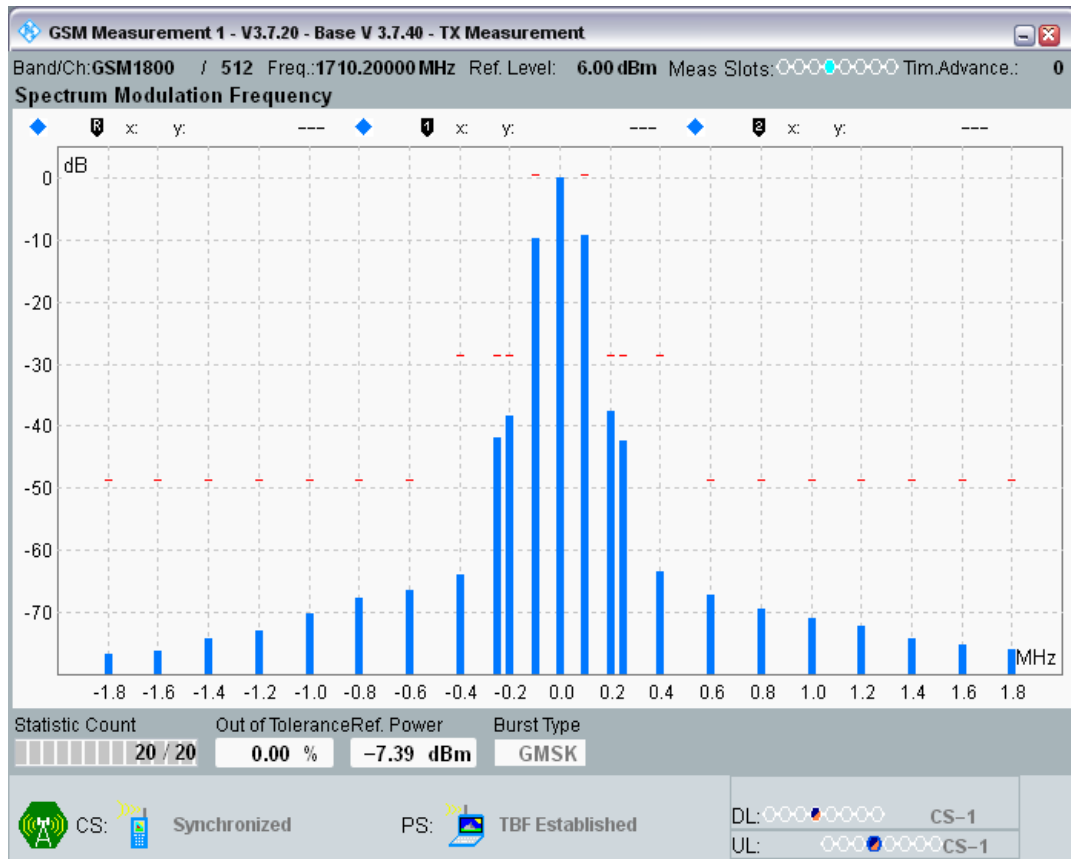 GSM Measurement 1 - V3.7.20 - Base V 3.7.40 - TX Measurement
Band/Ch:GSM1800 / 512 Freq.:1710.20000 MHz Ref. Level: 6.00 dBm Meas Slots: Tim.Advance.: 0
Spectrum Modulation Frequency
R x: y: --- 1 x: y: --- 2 x: y: ---
dB
0
-10
-20
-30
-40
-50
-60
-70
MHz
-1.8 -1.6 -1.4 -1.2 -1.0 -0.8 -0.6 -0.4 -0.2 0.0 0.2 0.4 0.6 0.8 1.0 1.2 1.4 1.6 1.8
Statistic Count Out of Tolerance Ref. Power Burst Type
20 / 20 0.00 % −7.39 dBm GMSK
CS: Synchronized PS: TBF Established DL: CS−1
UL: CS−1